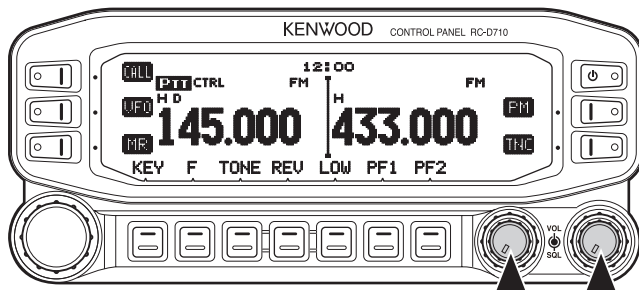 KENWOOD CONTROL PANEL RC-D710
12:00
CALL PTT CTRL FM FM
VFO H D H PM
MR 145.000 433.000 TNC
KEY F TONE REV LOW PF1 PF2
VOL
SQL